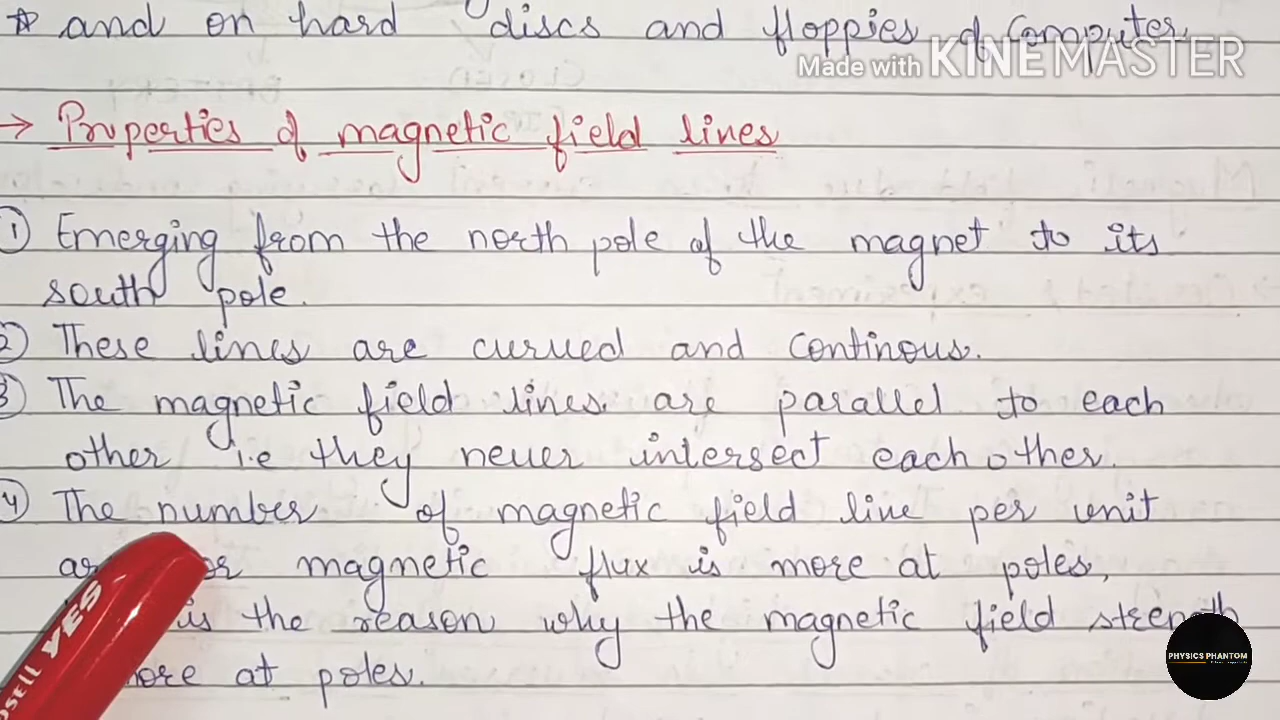 ☆ and on hard discs and floppies of Computer
Made with KINEMASTER
→ Properties of magnetic field lines
① Emerging from the north pole of the magnet to its
south pole.
② These lines are curved and continous.
③ The magnetic field lines are parallel to each
other i.e they never intersect each other.
④ The number of magnetic field line per unit
or magnetic flux is more at poles,
is the reason why the magnetic field strength
more at poles.
YES
PHYSICS PHANTOM